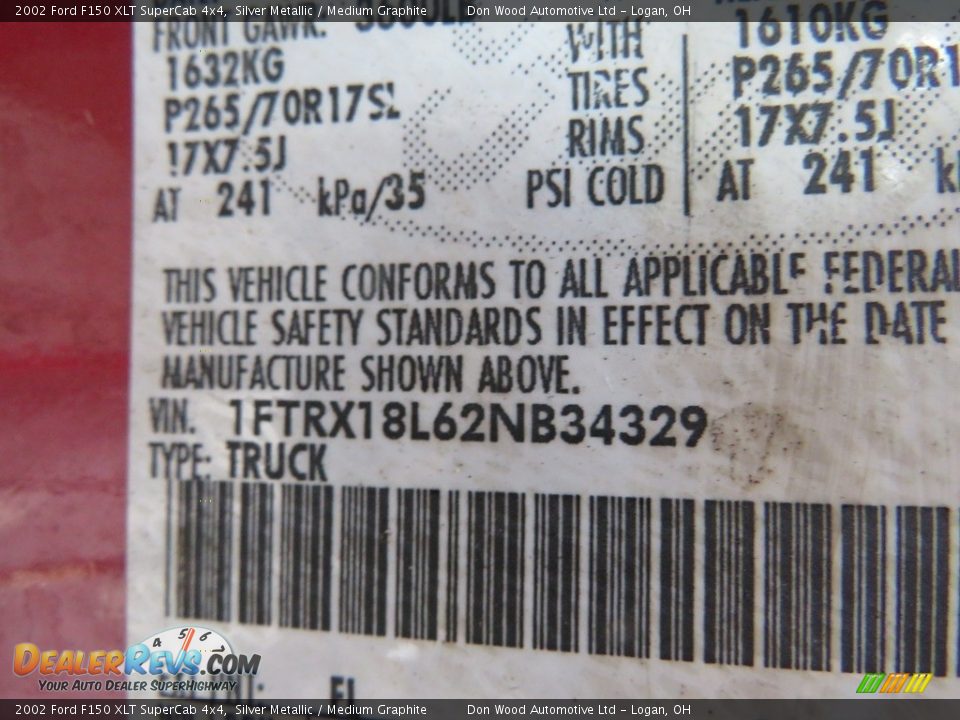 2002 Ford F150 XLT SuperCab 4x4, Silver Metallic / Medium Graphite Don Wood Automotive Ltd - Logan, OH
FRONT GAWR: WITH 1610KG
1632KG TIRES P265/70R1
P265/70R17SL RIMS 17X7.5J
17X7.5J
AT 241 kPa/35 PSI COLD AT 241
THIS VEHICLE CONFORMS TO ALL APPLICABLE FEDERAL
VEHICLE SAFETY STANDARDS IN EFFECT ON THE DATE
MANUFACTURE SHOWN ABOVE.
VIN. 1FTRX18L62NB34329
TYPE: TRUCK
DEALERREVS.COM
YOUR AUTO DEALER SUPERHIGHWAY
2002 Ford F150 XLT SuperCab 4x4, Silver Metallic / Medium Graphite Don Wood Automotive Ltd - Logan, OH